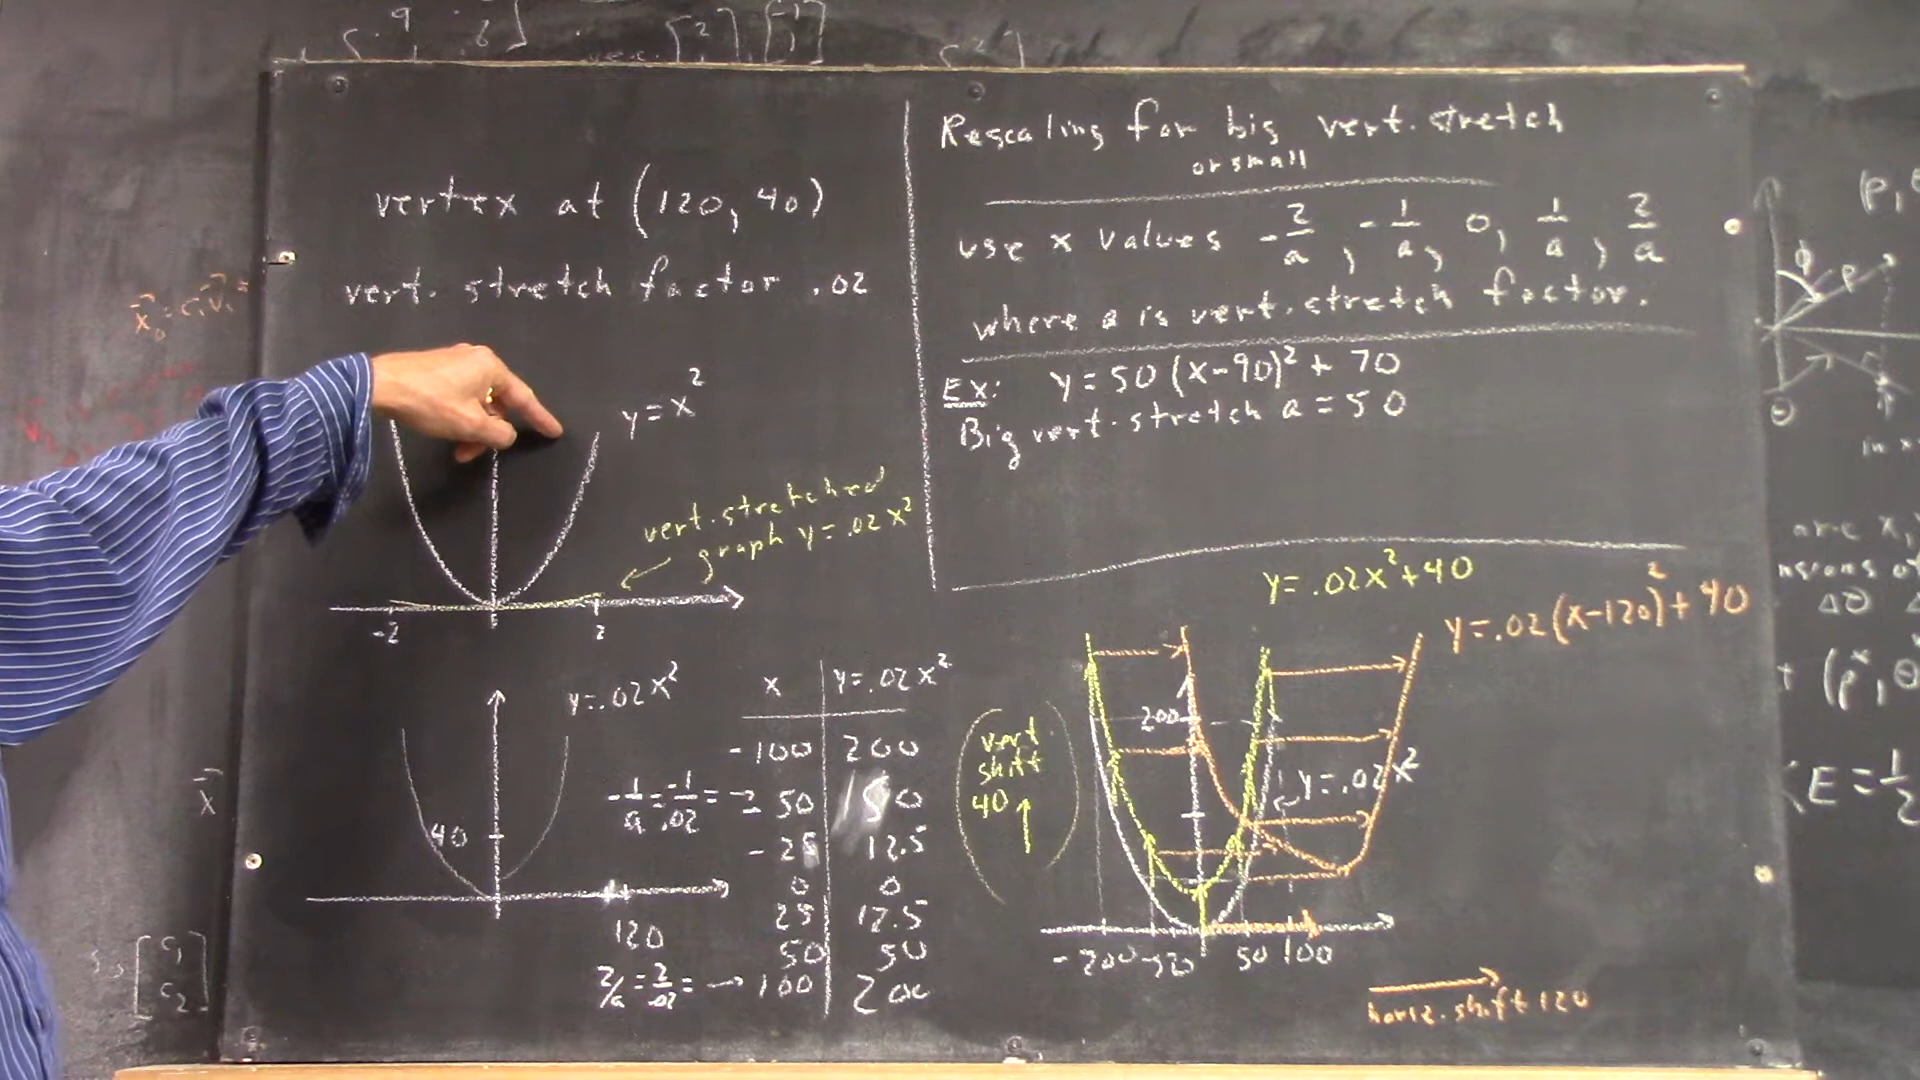 vertex at (120, 40)
vert. stretch factor .02
y = x²
vert. stretched
graph y = .02x²
-2 2
y = .02x²
40
120
x y = .02x²
-100 200
-1/a = -1/.02 = → - 50 50
- 25 12.5
0 0
25 12.5
50 50
2/a = 2/.02 = → 100 200
Rescaling for big vert. stretch
or small
use x values -2/a, -1/a, 0, 1/a, 2/a
where a is vert. stretch factor.
Ex: y = 50(x-90)² + 70
Big vert. stretch a = 50
y = .02x² + 40
y = .02(x-120)² + 40
vert.
shift
40 ↑
200
y = .02x²
-200 -50 50 100
horiz. shift 120